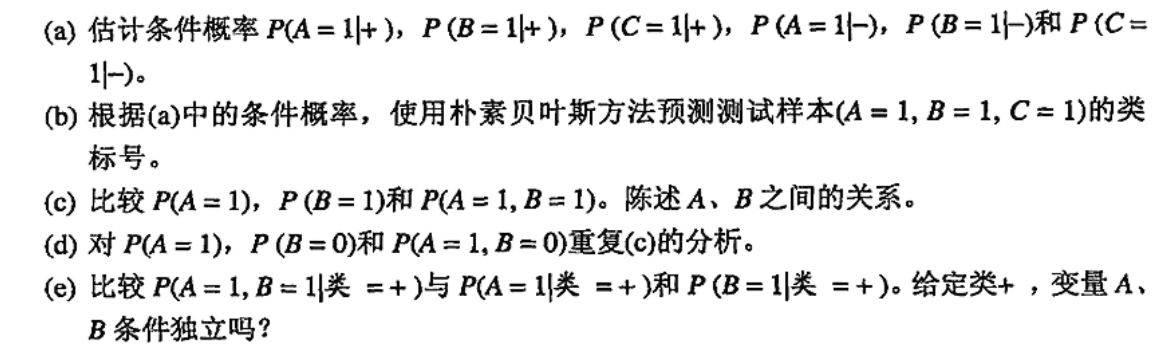 (a) 估计条件概率 P(A = 1|+)，P (B = 1|+)，P (C = 1|+)，P (A = 1|−)，P (B = 1|−)和 P (C =
1|−)。
(b) 根据(a)中的条件概率，使用朴素贝叶斯方法预测测试样本(A = 1, B = 1, C = 1)的类
标号。
(c) 比较 P(A = 1)，P (B = 1)和 P(A = 1, B = 1)。陈述 A、B 之间的关系。
(d) 对 P(A = 1)，P (B = 0)和 P(A = 1, B = 0)重复(c)的分析。
(e) 比较 P(A = 1, B = 1|类 = + )与 P(A = 1|类 = + )和 P (B = 1|类 = + )。给定类+ ，变量 A、
B 条件独立吗？